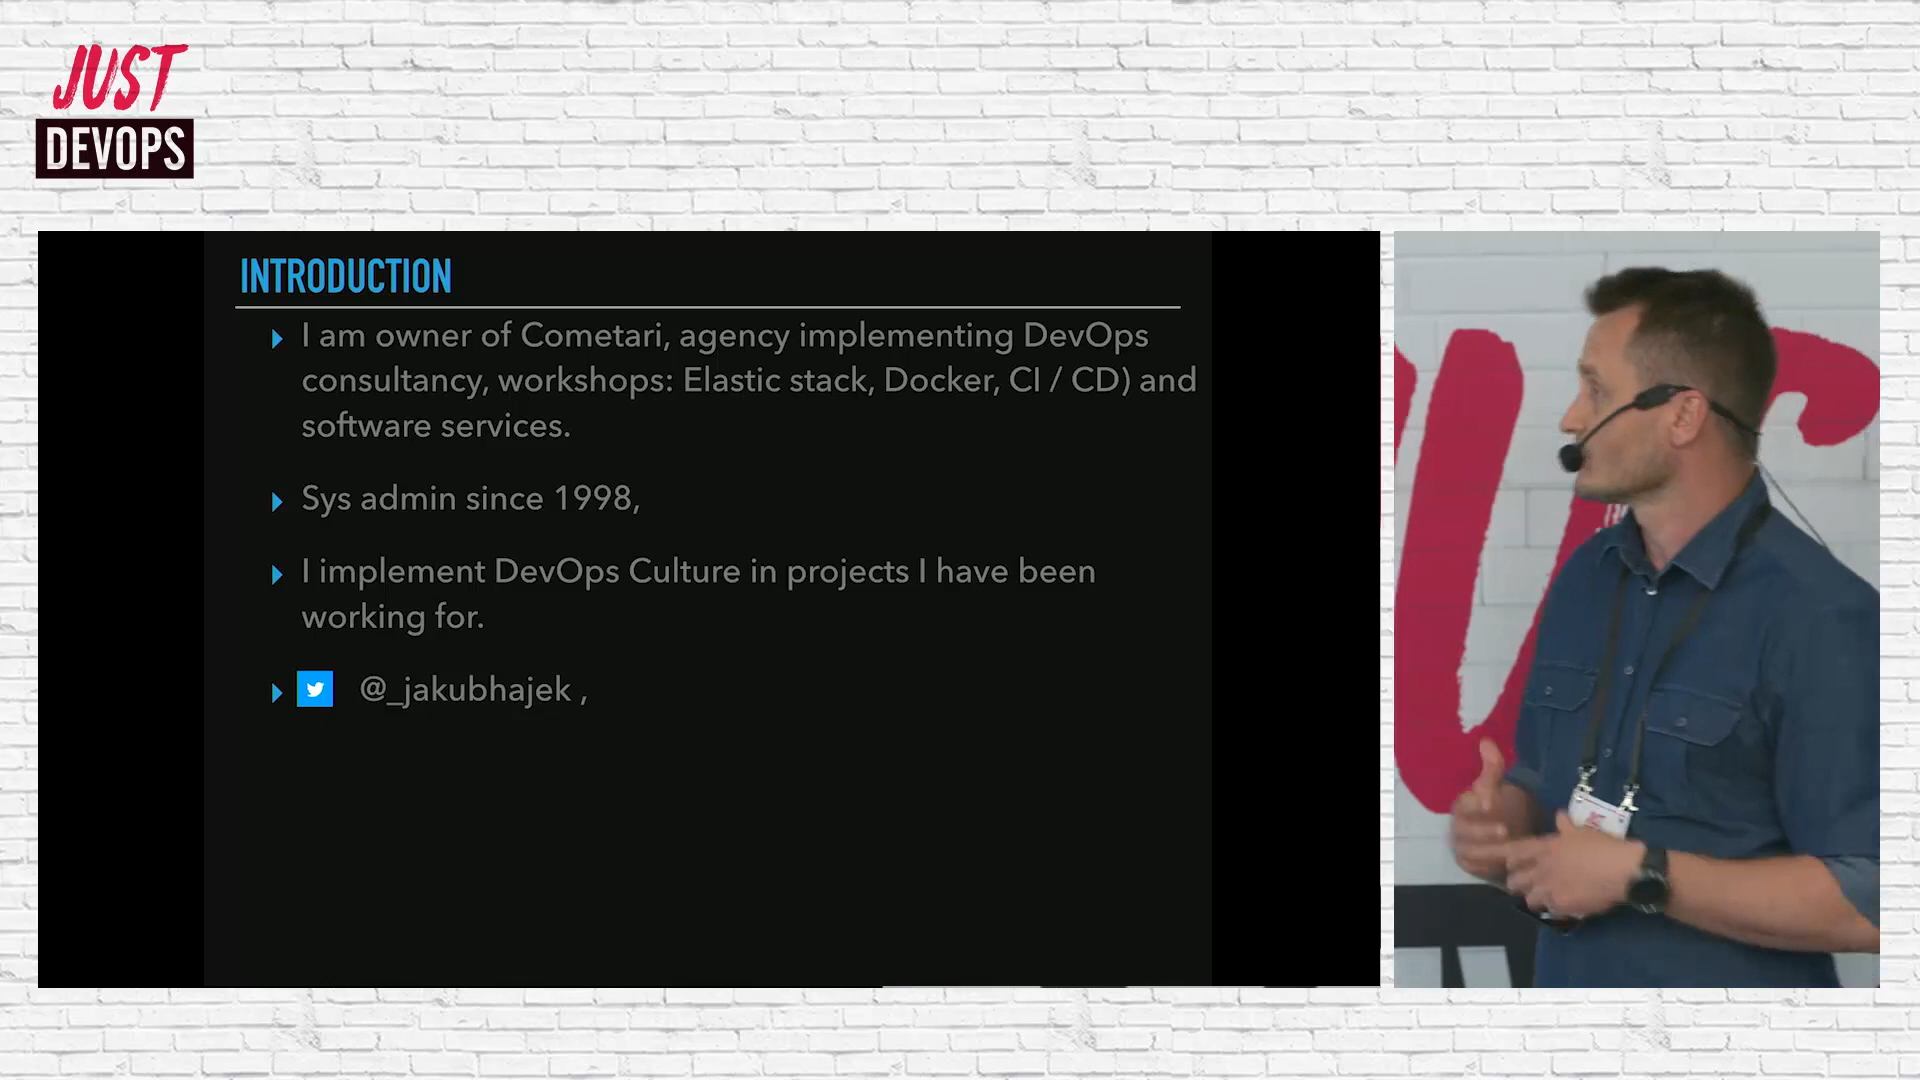 JUST
DEVOPS
INTRODUCTION
I am owner of Cometari, agency implementing DevOps
consultancy, workshops: Elastic stack, Docker, CI / CD) and
software services.
Sys admin since 1998,
I implement DevOps Culture in projects I have been
working for.
@_jakubhajek ,